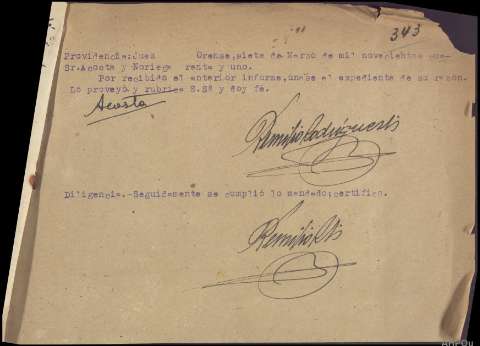 343
Providencia:Juez Orense,siete de Marzo de mil novecientos cua-
Sr.Acosta y Noriega renta y uno.
Por recibido el anterior informe,únase al expediente de su razón.
Lo proveyó y rubrica S.Sª y doy fe.
Acosta
Diligencia.-Seguidamente se cumplió lo mandado;certifico.